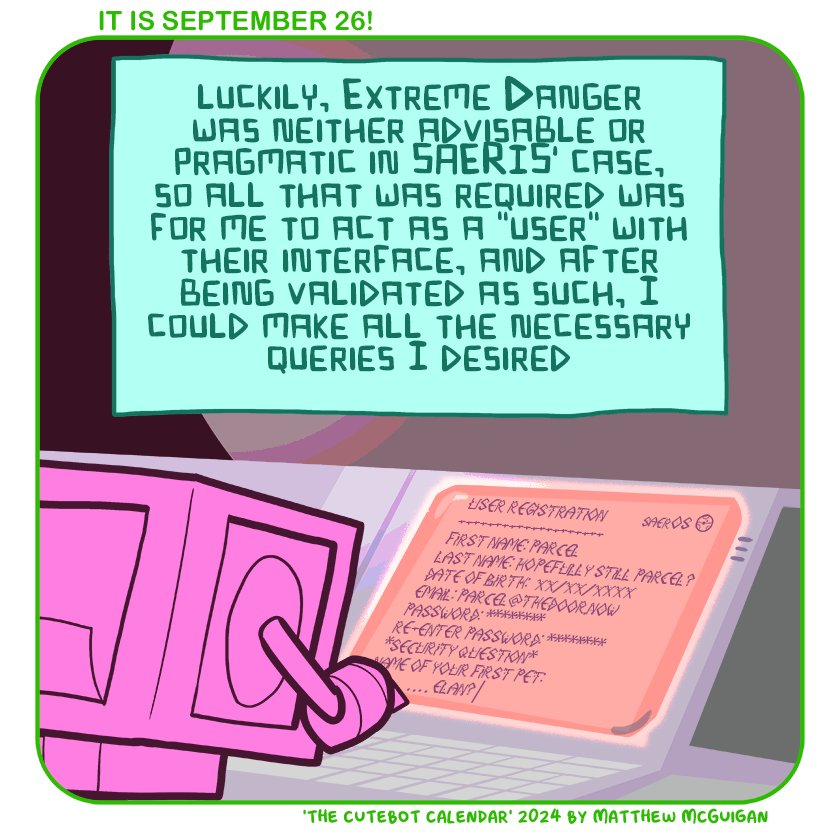 IT IS SEPTEMBER 26!
LUCKILY, EXTREME DANGER
WAS NEITHER ADVISABLE OR
PRAGMATIC IN SAERIS' CASE,
SO ALL THAT WAS REQUIRED WAS
FOR ME TO ACT AS A "USER" WITH
THEIR INTERFACE, AND AFTER
BEING VALIDATED AS SUCH, I
COULD MAKE ALL THE NECESSARY
QUERIES I DESIRED
USER REGISTRATION
SAEROS
FIRST NAME: PARCEL
LAST NAME: HOPEFULLY STILL PARCEL?
DATE OF BIRTH: XX/XX/XXXX
EMAIL: PARCEL@THEDOOR.NOW
PASSWORD: ********
RE-ENTER PASSWORD: ********
*SECURITY QUESTION*
NAME OF YOUR FIRST PET:
.... ELAN?|
'THE CUTEBOT CALENDAR' 2024 BY MATTHEW MCGUIGAN